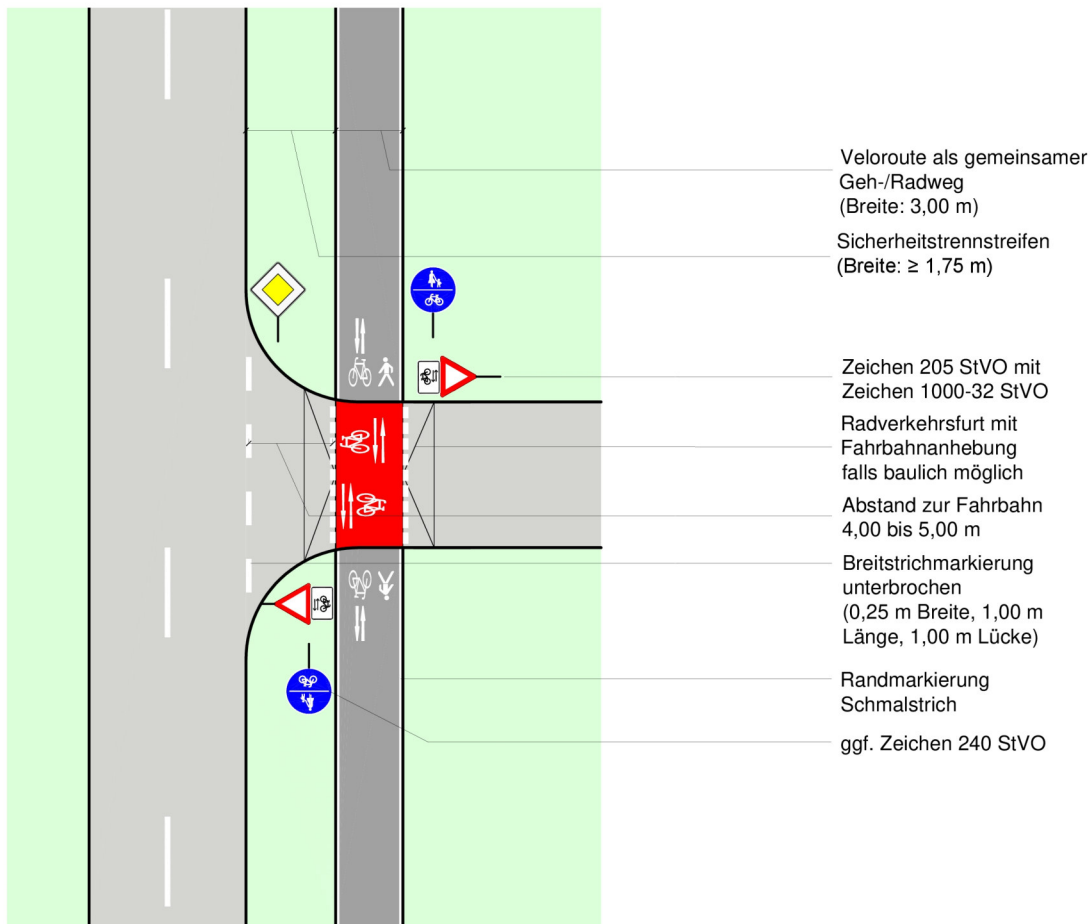 Veloroute als gemeinsamer
Geh-/Radweg
(Breite: 3,00 m)
Sicherheitstrennstreifen
(Breite: ≥ 1,75 m)
Zeichen 205 StVO mit
Zeichen 1000-32 StVO
Radverkehrsfurt mit
Fahrbahnanhebung
falls baulich möglich
Abstand zur Fahrbahn
4,00 bis 5,00 m
Breitstrichmarkierung
unterbrochen
(0,25 m Breite, 1,00 m
Länge, 1,00 m Lücke)
Randmarkierung
Schmalstrich
ggf. Zeichen 240 StVO